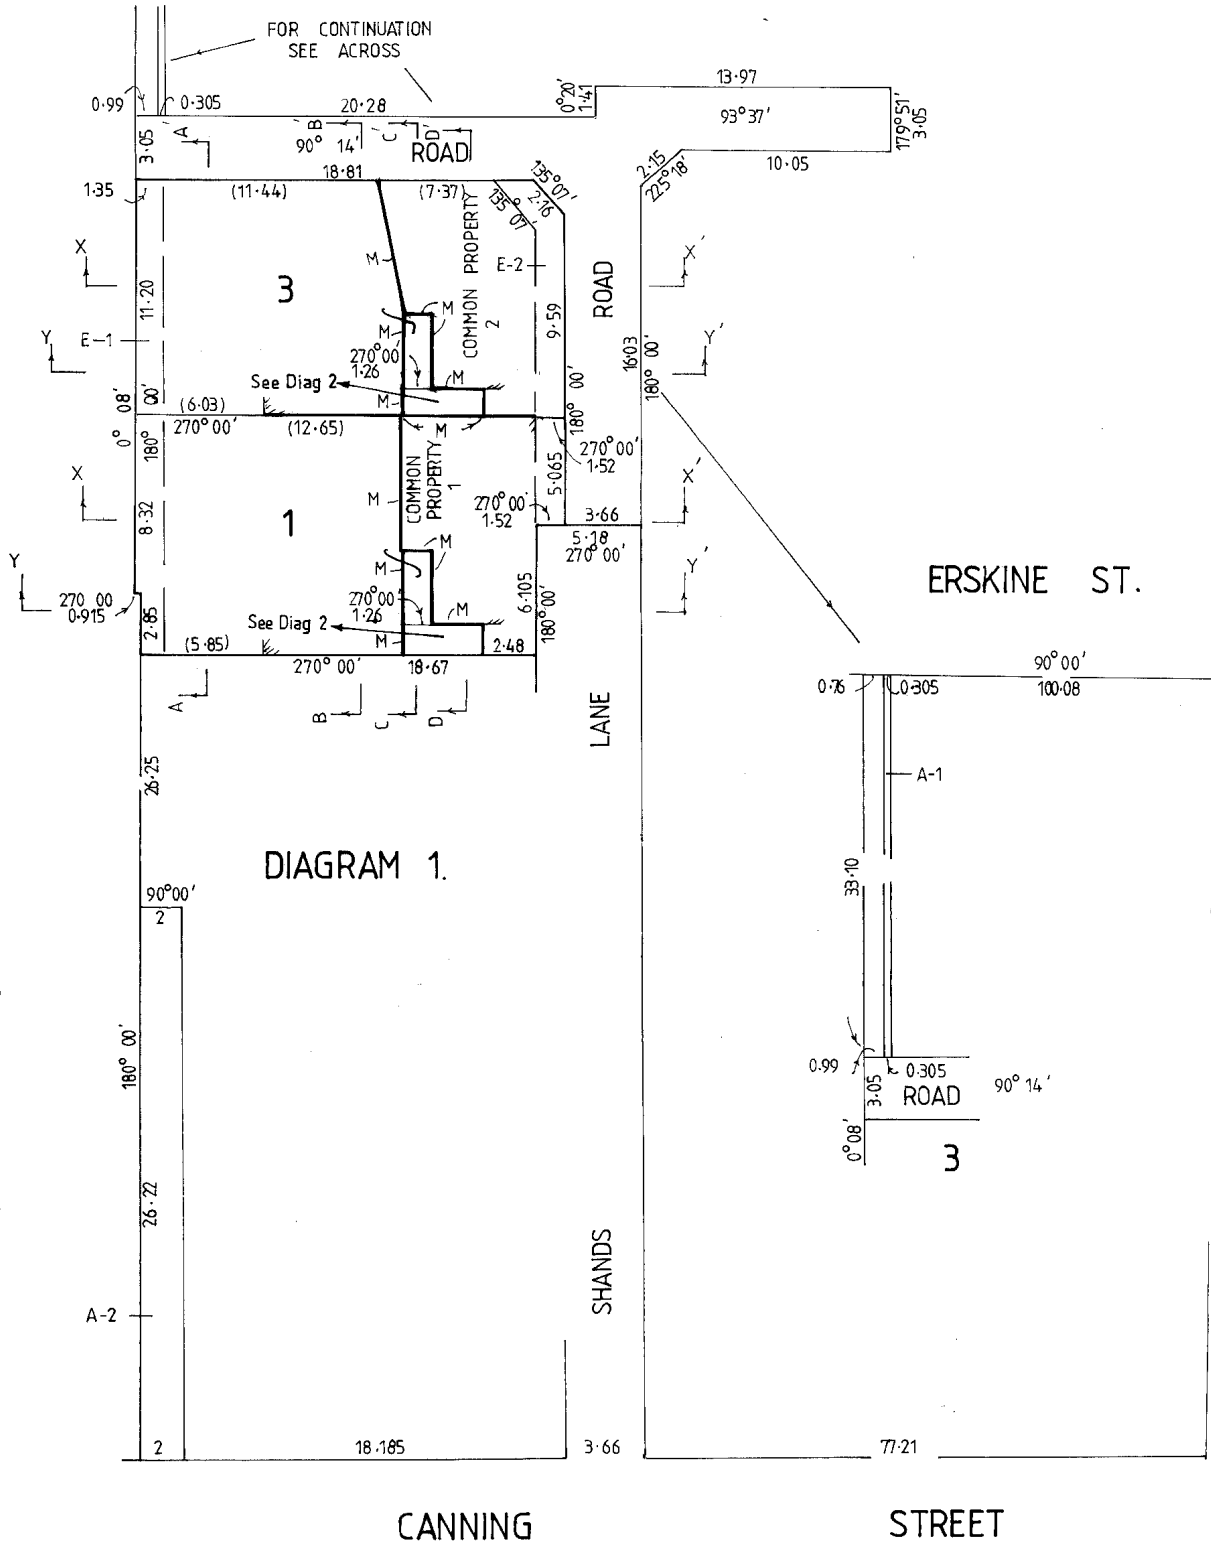 FOR CONTINUATION
SEE ACROSS
0.99
0.305
20.28
0°20'
1.41
13.97
93°37'
179°51'
3.05
10.05
2.15
225°18'
3.05
A
B
C
D
90° 14'
ROAD
18.81
1.35
(11.44)
(7.37)
135°07'
2.16
135° 07'
X
X'
M
3
COMMON PROPERTY
2
E-2
ROAD
11.20
9.59
16.03
180° 00'
E-1
Y
Y'
M
M
270°00'
1.26
See Diag 2
M
M
0° 08'
180° 00'
(6.03)
270° 00'
(12.65)
M
180° 00'
270° 00'
1.52
X
X'
8.32
1
M
COMMON
PROPERTY
1
5.065
270° 00'
1.52
3.66
5.18
270° 00'
Y
Y'
M
M
270 00
0.915
2.85
270°00'
1.26
See Diag 2
M
M
6.105
180°00'
(5.85)
270° 00'
18.67
2.48
A
B
C
D
ERSKINE ST.
90° 00'
0.76
0.305
100.08
A-1
33.10
0.99
0.305
3.05
ROAD
90° 14'
0°08'
3
26.25
DIAGRAM 1.
90°00'
2
180° 00'
26.22
A-2
2
18.185
3.66
77.21
LANE
SHANDS
CANNING STREET